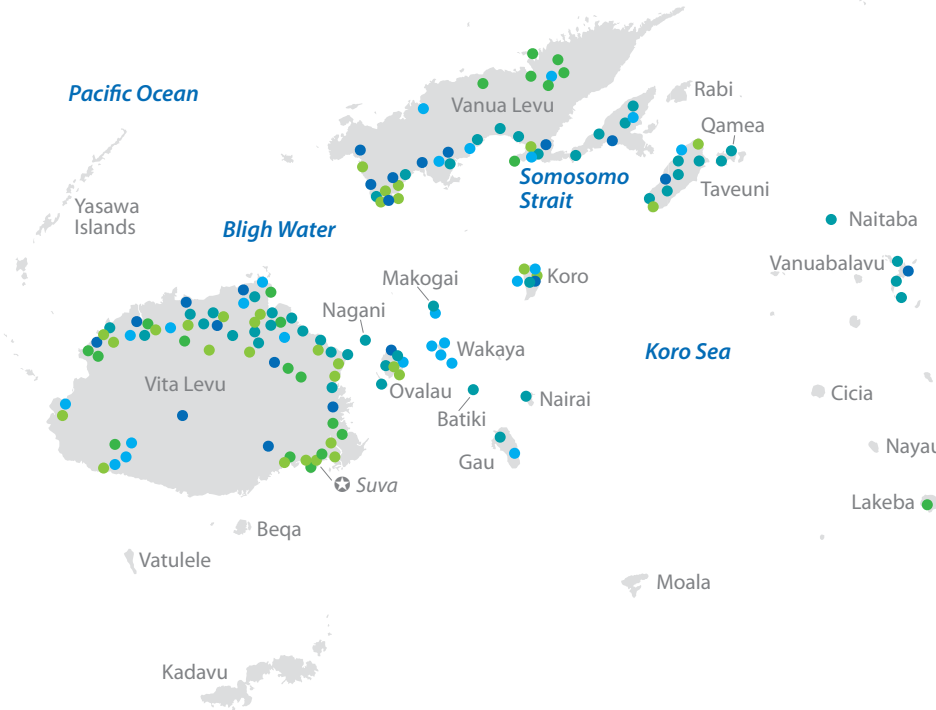 Pacific Ocean
Vanua Levu
Rabi
Qamea
Somosomo
Strait
Taveuni
Yasawa
Islands
Bligh Water
Naitaba
Vanuabalavu
Makogai
Koro
Nagani
Wakaya
Koro Sea
Vita Levu
Ovalau
Batiki
Nairai
Cicia
Gau
Nayau
Suva
Lakeba
Beqa
Vatulele
Moala
Kadavu